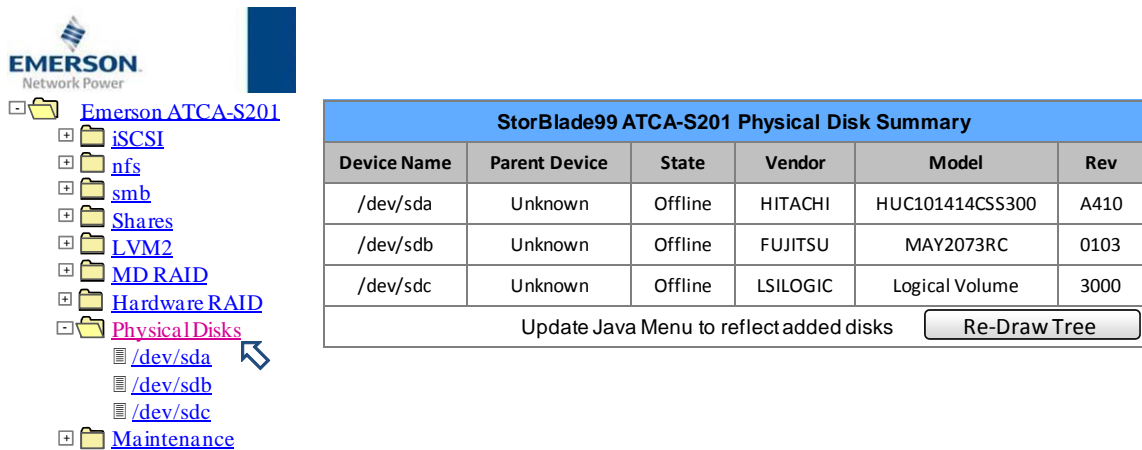 EMERSON.
Network Power
Emerson ATCA-S201
iSCSI
nfs
smb
Shares
LVM2
MD RAID
Hardware RAID
Physical Disks
/dev/sda
/dev/sdb
/dev/sdc
Maintenance
StorBlade99 ATCA-S201 Physical Disk Summary
Device Name Parent Device State Vendor Model Rev
/dev/sda Unknown Offline HITACHI HUC101414CSS300 A410
/dev/sdb Unknown Offline FUJITSU MAY2073RC 0103
/dev/sdc Unknown Offline LSILOGIC Logical Volume 3000
Update Java Menu to reflect added disks Re-Draw Tree